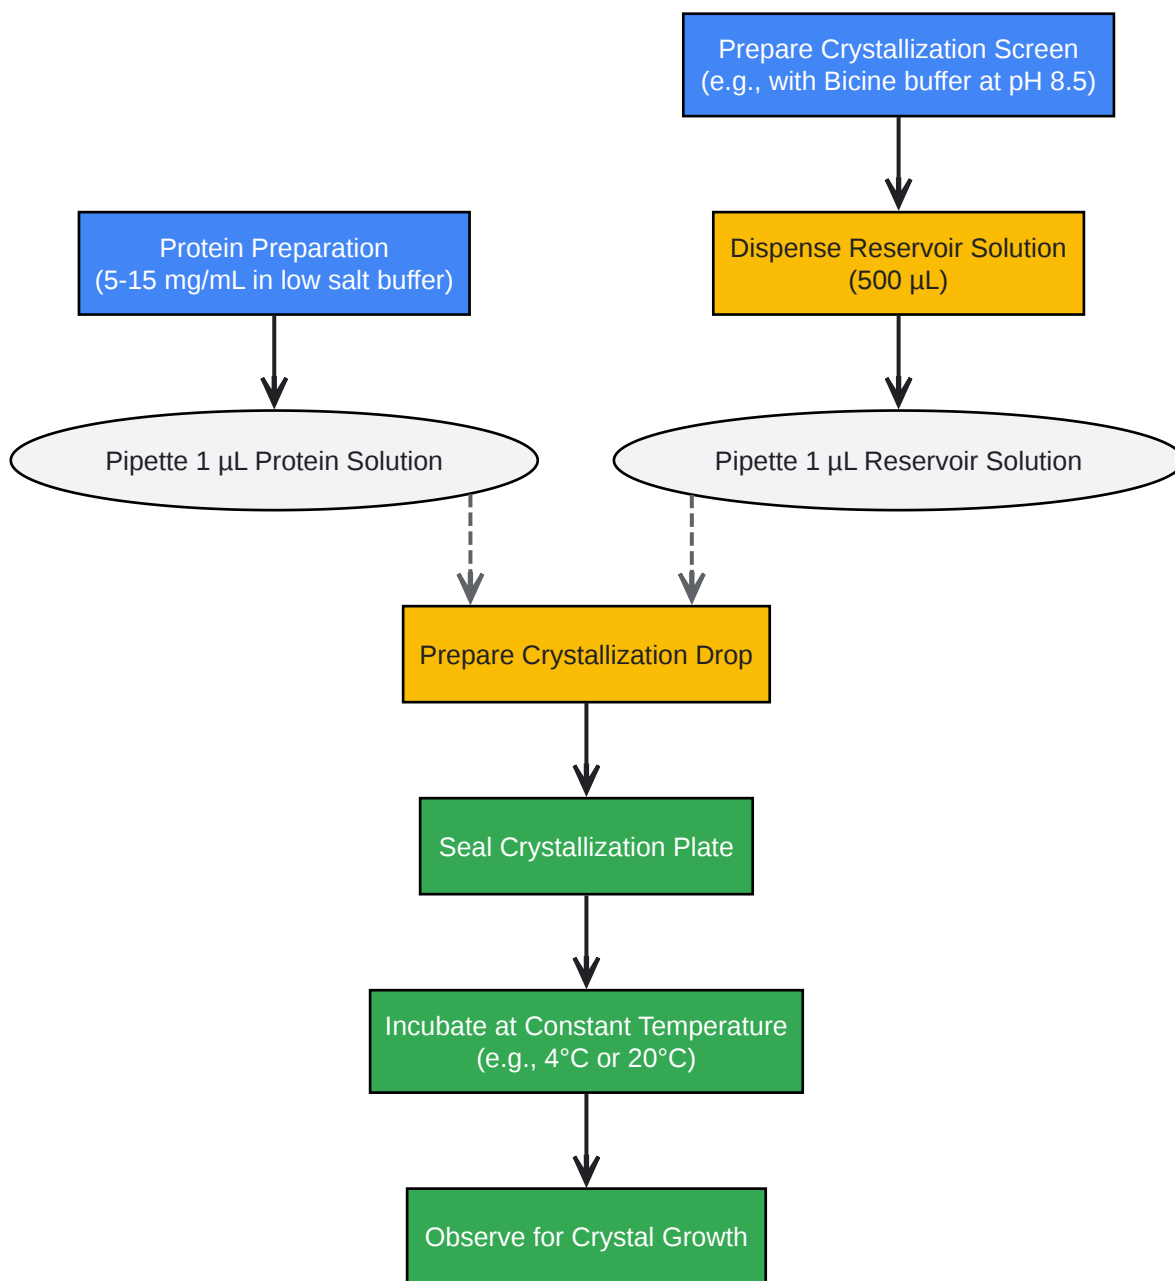 Prepare Crystallization Screen
(e.g., with Bicine buffer at pH 8.5)
Protein Preparation
(5-15 mg/mL in low salt buffer)
Dispense Reservoir Solution
(500 µL)
Pipette 1 µL Protein Solution
Pipette 1 µL Reservoir Solution
Prepare Crystallization Drop
Seal Crystallization Plate
Incubate at Constant Temperature
(e.g., 4°C or 20°C)
Observe for Crystal Growth